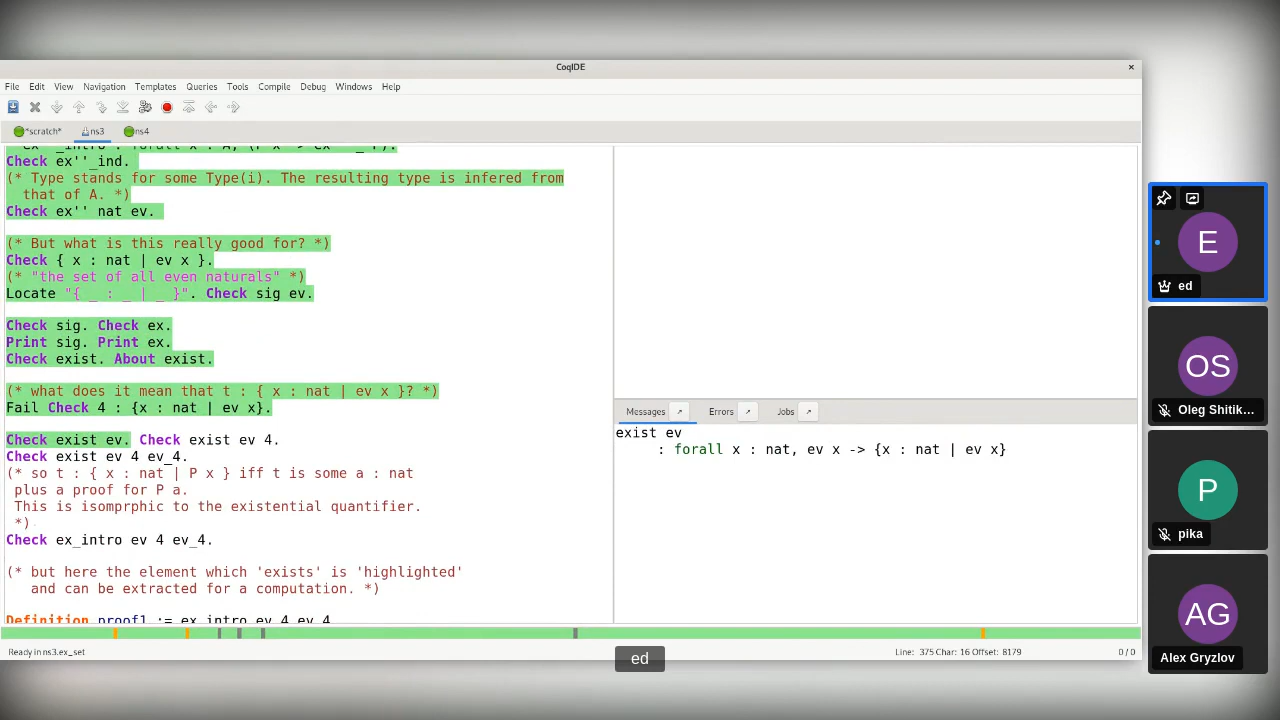 CoqIDE
File Edit View Navigation Templates Queries Tools Compile Debug Windows Help
*scratch* ns3 ns4
Check ex''_ind.
(* Type stands for some Type(i). The resulting type is infered from
that of A. *)
Check ex'' nat ev.
(* But what is this really good for? *)
Check { x : nat | ev x }.
(* "the set of all even naturals" *)
Locate "{ _ : _ | _ }". Check sig ev.
Check sig. Check ex.
Print sig. Print ex.
Check exist. About exist.
(* what does it mean that t : { x : nat | ev x }? *)
Fail Check 4 : {x : nat | ev x}.
Check exist ev. Check exist ev 4.
Check exist ev 4 ev_4.
(* so t : { x : nat | P x } iff t is some a : nat
plus a proof for P a.
This is isomprphic to the existential quantifier.
*)
Check ex_intro ev 4 ev_4.
(* but here the element which 'exists' is 'highlighted'
and can be extracted for a computation. *)
Definition proof1 := ex_intro ev 4 ev_4
Messages Errors Jobs
exist ev
: forall x : nat, ev x -> {x : nat | ev x}
Ready in ns3.ex_set
Line: 375 Char: 16 Offset: 8179
0 / 0
ed
E
ed
OS
Oleg Shitik...
P
pika
AG
Alex Gryzlov